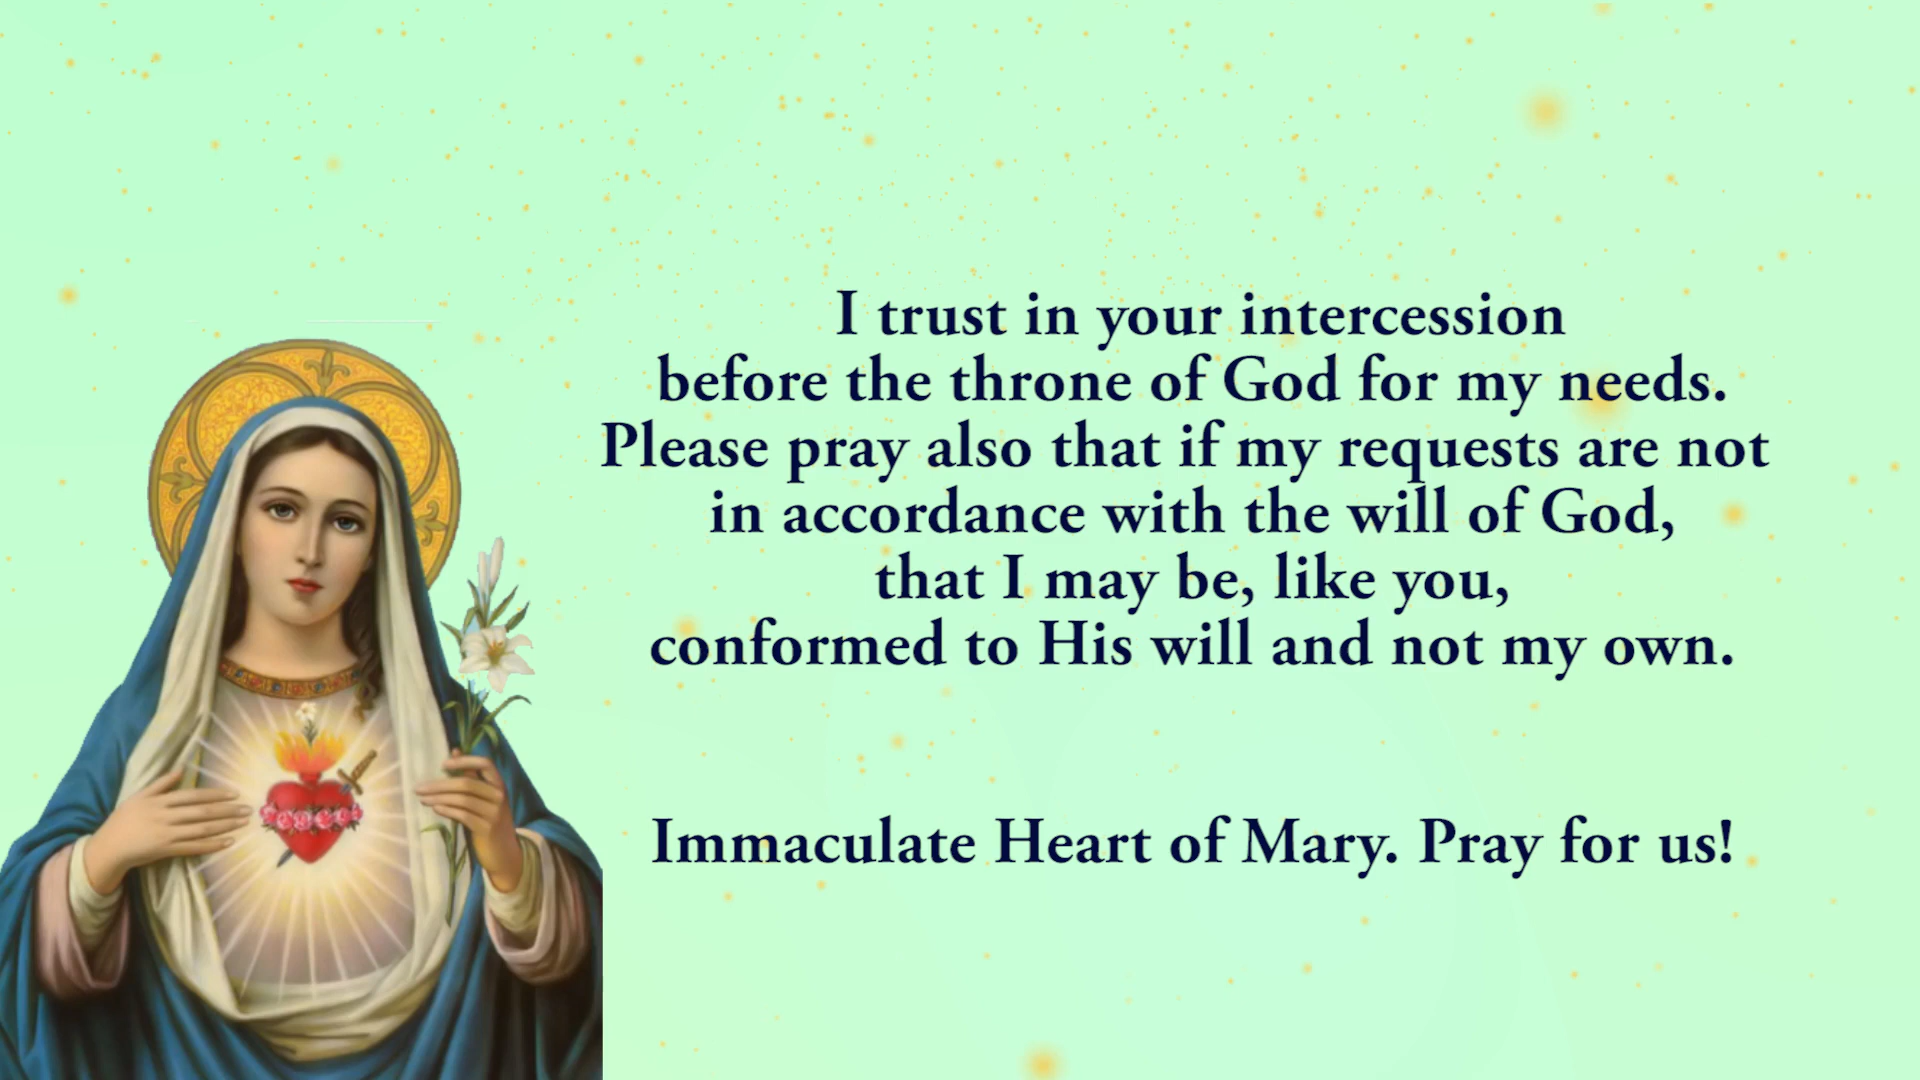 I trust in your intercession
before the throne of God for my needs.
Please pray also that if my requests are not
in accordance with the will of God,
that I may be, like you,
conformed to His will and not my own.
Immaculate Heart of Mary. Pray for us!